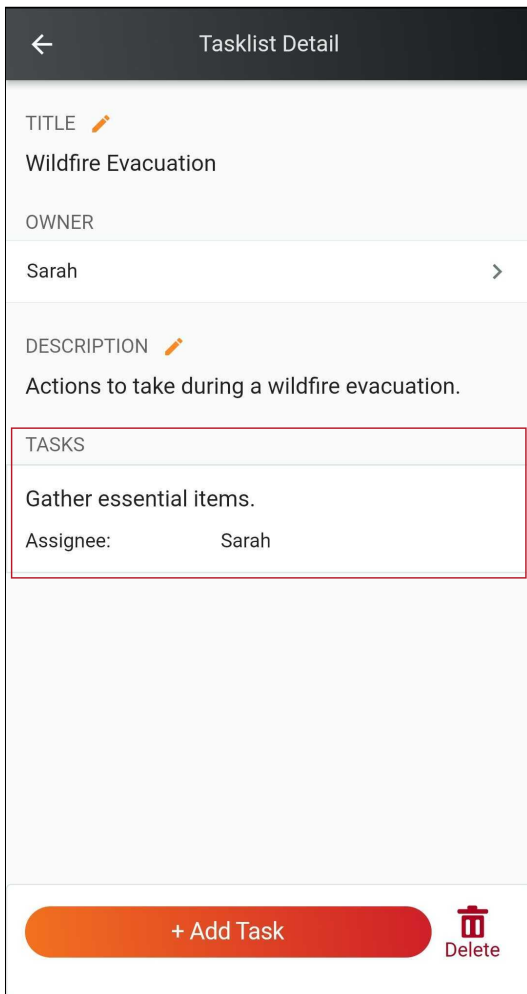 Tasklist Detail
TITLE
Wildfire Evacuation
OWNER
Sarah
DESCRIPTION
Actions to take during a wildfire evacuation.
TASKS
Gather essential items.
Assignee: Sarah
+ Add Task
Delete